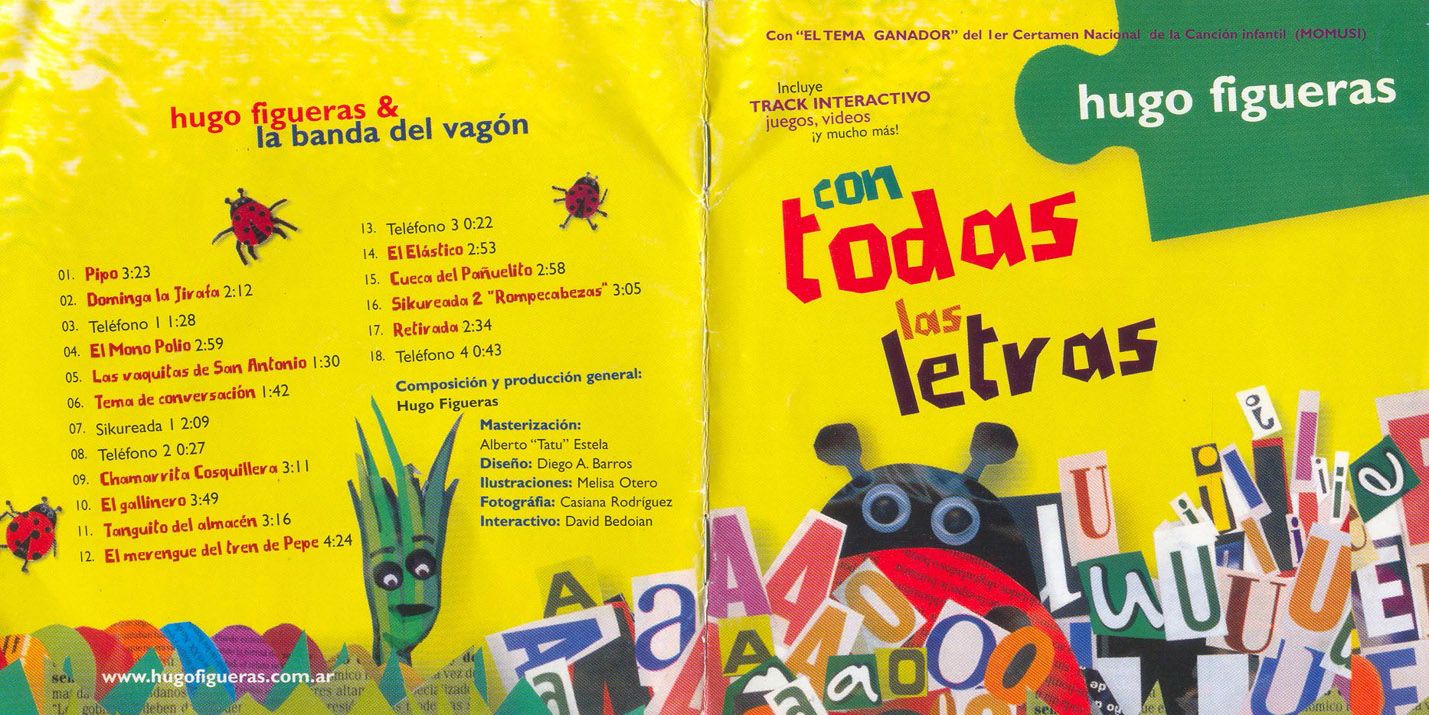 hugo figueras &
la banda del vagón
01. Pipo 3:23
02. Dominga la Jirafa 2:12
03. Teléfono 1 1:28
04. El Mono Polio 2:59
05. Las vaquitas de San Antonio 1:30
06. Tema de conversación 1:42
07. Sikureada 1 2:09
08. Teléfono 2 0:27
09. Chamarrita Cosquillera 3:11
10. El gallinero 3:49
11. Tanguito del almacén 3:16
12. El merengue del tren de Pepe 4:24
13. Teléfono 3 0:22
14. El Elástico 2:53
15. Cueca del Pañuelito 2:58
16. Sikureada 2 "Rompecabezas" 3:05
17. Retirada 2:34
18. Teléfono 4 0:43
Composición y producción general:
Hugo Figueras
Masterización:
Alberto "Tatu" Estela
Diseño: Diego A. Barros
Ilustraciones: Melisa Otero
Fotográfia: Casiana Rodríguez
Interactivo: David Bedoian
www.hugofigueras.com.ar
Con "EL TEMA GANADOR" del 1er Certamen Nacional de la Canción infantil (MOMUSI)
hugo figueras
Incluye
TRACK INTERACTIVO
juegos, videos
¡y mucho más!
con
todas
las
letras